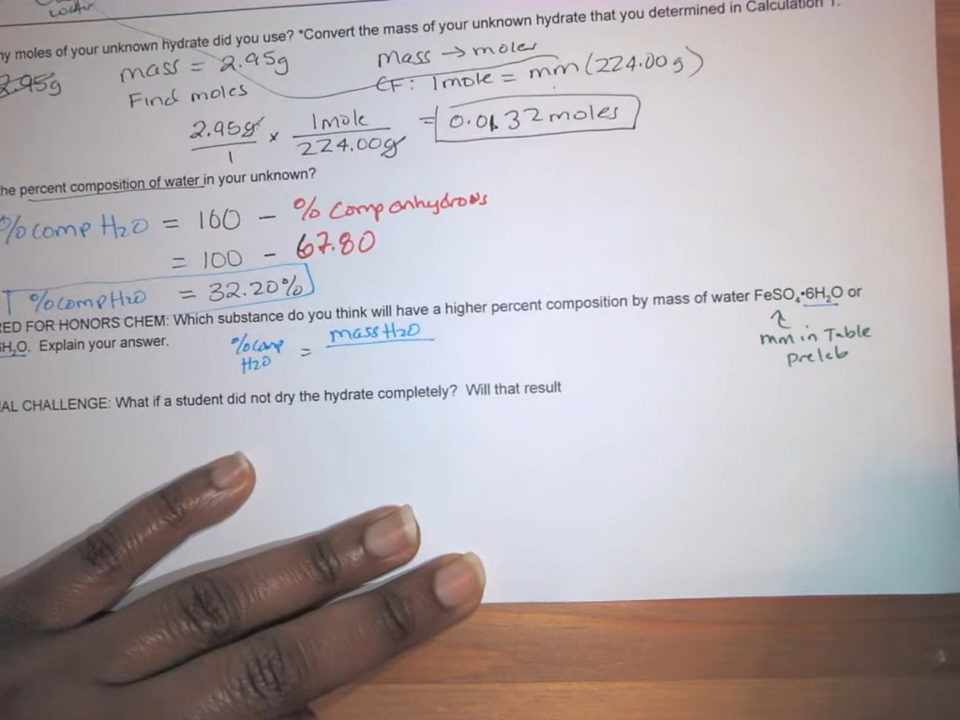 water
ny moles of your unknown hydrate did you use? *Convert the mass of your unknown hydrate that you determined in Calculation 1.
2.95g mass = 2.95g Mass → moles
Find moles CF: 1mole = mm (224.00g)
2.95g/1 × 1mole/224.00g = 0.0132 moles
he percent composition of water in your unknown?
%comp H2O = 100 - % comp anhydrous
= 100 - 67.80
%comp H2O = 32.20%
RED FOR HONORS CHEM: Which substance do you think will have a higher percent composition by mass of water FeSO₄•6H₂O or
6H₂O. Explain your answer. %comp H2O = mass H2O
↑
mm in Table
prelab
AL CHALLENGE: What if a student did not dry the hydrate completely? Will that result